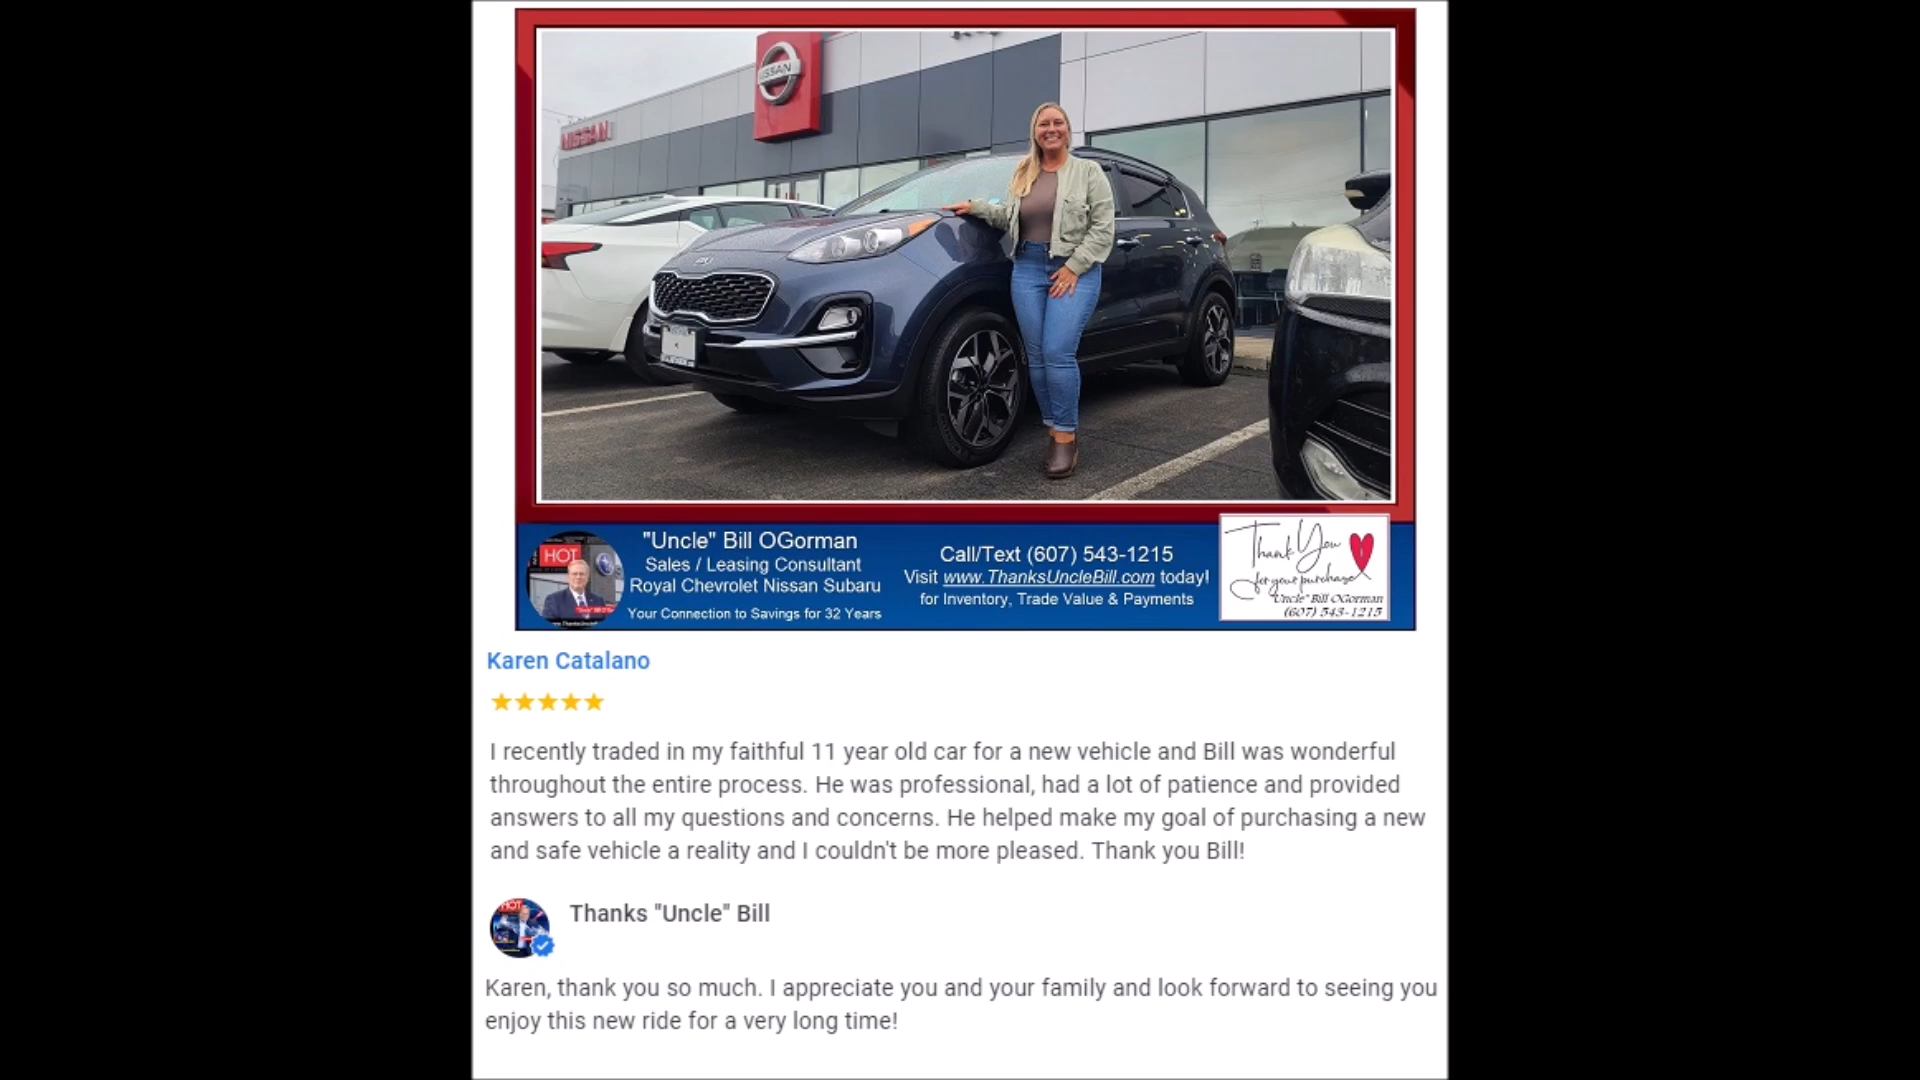 NISSAN
NISSAN
HOT
"Uncle" Bill OGorman
Sales / Leasing Consultant
Royal Chevrolet Nissan Subaru
Your Connection to Savings for 32 Years
Call/Text (607) 543-1215
Visit www.ThanksUncleBill.com today!
for Inventory, Trade Value & Payments
Thank You
for your purchase
"Uncle" Bill OGorman
(607) 543-1215
Karen Catalano
I recently traded in my faithful 11 year old car for a new vehicle and Bill was wonderful
throughout the entire process. He was professional, had a lot of patience and provided
answers to all my questions and concerns. He helped make my goal of purchasing a new
and safe vehicle a reality and I couldn't be more pleased. Thank you Bill!
HOT
Thanks "Uncle" Bill
Karen, thank you so much. I appreciate you and your family and look forward to seeing you
enjoy this new ride for a very long time!